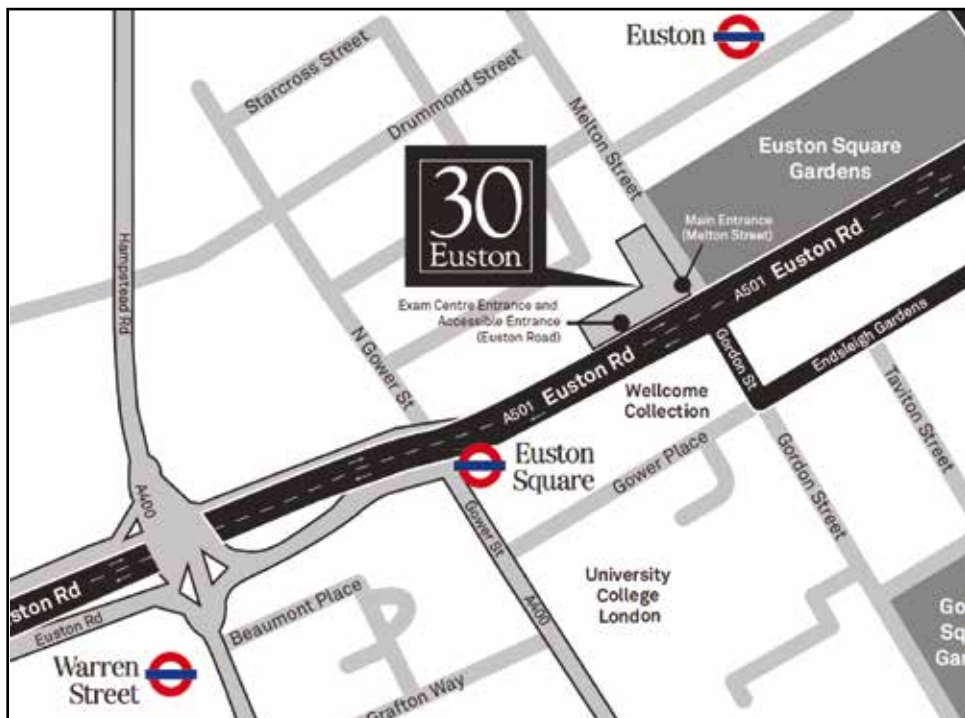 Euston
Starcross Street
Drummond Street
Melton Street
Euston Square
Gardens
30
Euston
Main Entrance
(Melton Street)
Hampstead Rd
Exam Centre Entrance and
Accessible Entrance
(Euston Road)
A501 Euston Rd
N Gower St
Gordon St
Endsleigh Gardens
A501 Euston Rd
Wellcome
Collection
Taviton Street
Euston
Square
Gower Place
Gordon Street
A400
Gower St
University
College
London
A400
ston Rd
Euston Rd
Beaumont Place
Warren
Street
Grafton Way
Go
Sq
Gar